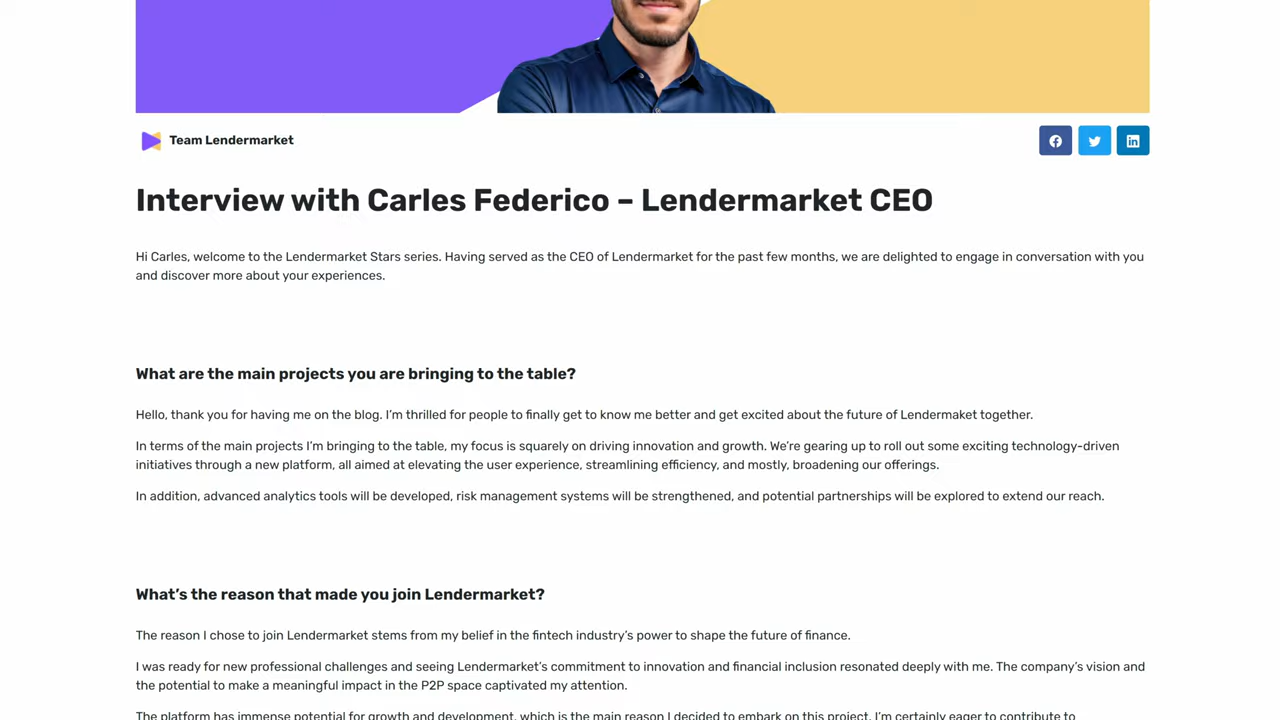 Team Lendermarket
Interview with Carles Federico – Lendermarket CEO
Hi Carles, welcome to the Lendermarket Stars series. Having served as the CEO of Lendermarket for the past few months, we are delighted to engage in conversation with you
and discover more about your experiences.
What are the main projects you are bringing to the table?
Hello, thank you for having me on the blog. I’m thrilled for people to finally get to know me better and get excited about the future of Lendermaket together.
In terms of the main projects I’m bringing to the table, my focus is squarely on driving innovation and growth. We’re gearing up to roll out some exciting technology-driven
initiatives through a new platform, all aimed at elevating the user experience, streamlining efficiency, and mostly, broadening our offerings.
In addition, advanced analytics tools will be developed, risk management systems will be strengthened, and potential partnerships will be explored to extend our reach.
What’s the reason that made you join Lendermarket?
The reason I chose to join Lendermarket stems from my belief in the fintech industry’s power to shape the future of finance.
I was ready for new professional challenges and seeing Lendermarket’s commitment to innovation and financial inclusion resonated deeply with me. The company’s vision and
the potential to make a meaningful impact in the P2P space captivated my attention.
The platform has immense potential for growth and development, which is the main reason I decided to embark on this project. I’m certainly eager to contribute to